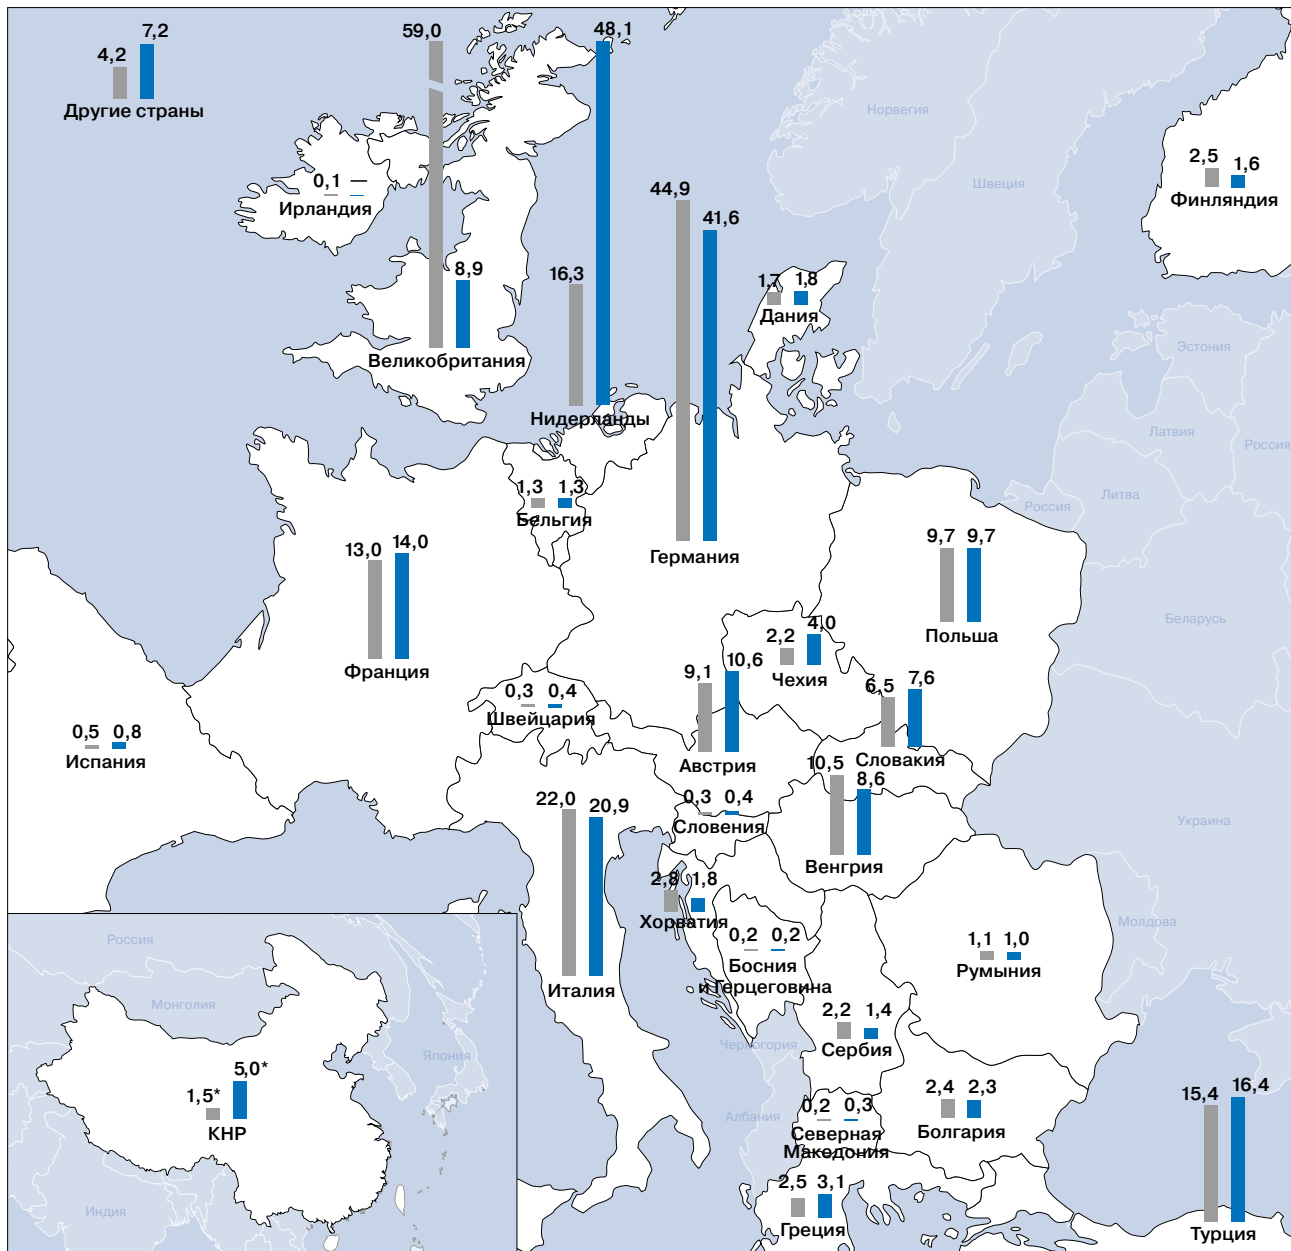 7,2
4,2
Другие страны
59,0
48,1
Норвегия
Швеция
2,5 1,6
Финляндия
0,1 —
Ирландия
44,9
41,6
16,3
8,9
Великобритания
1,7 1,8
Дания
Эстония
Нидерланды
Латвия
Россия
Литва
Россия
1,3 1,3
Бельгия
13,0 14,0
Франция
Германия
9,7 9,7
Польша
Беларусь
2,2 4,0
Чехия
9,1 10,6
Австрия
6,5 7,6
Словакия
0,3 0,4
Швейцария
0,5 0,8
Испания
10,5 8,6
Венгрия
0,3 0,4
Словения
22,0 20,9
Италия
Украина
2,8 1,8
Хорватия
0,2 0,2
Босния
и Герцеговина
Молдова
1,1 1,0
Румыния
2,2 1,4
Сербия
Черногория
Россия
Монголия
Япония
1,5* 5,0*
КНР
Индия
Албания
0,2 0,3
Северная
Македония
2,4 2,3
Болгария
2,5 3,1
Греция
15,4 16,4
Турция